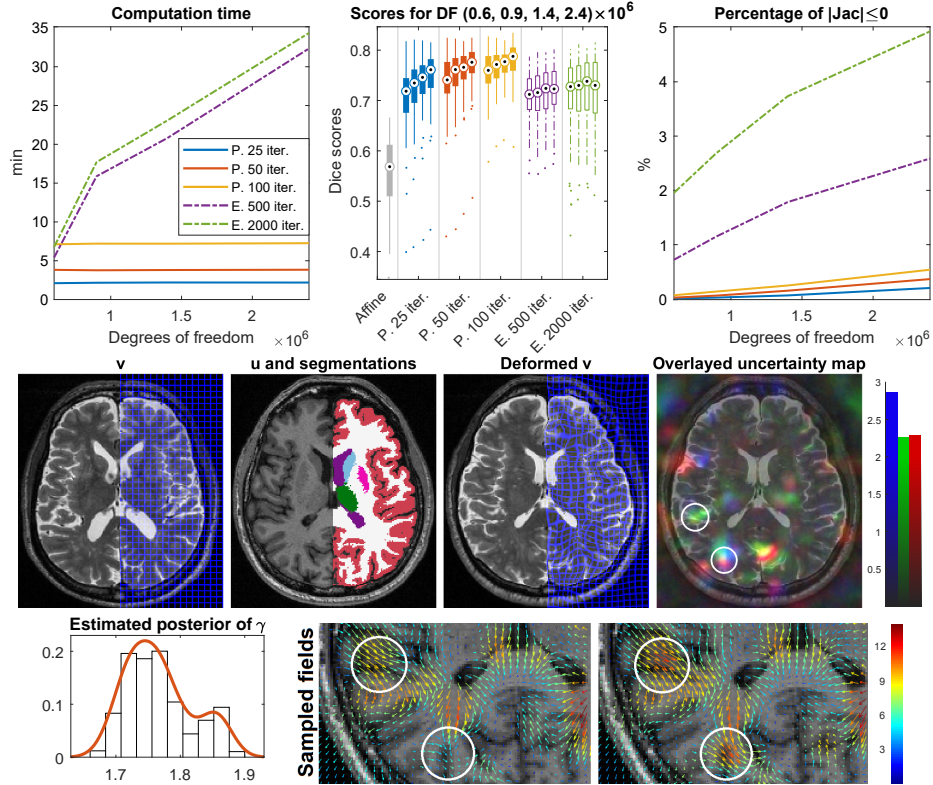 Computation time
35
30
25
20
15
10
5
0
min
P. 25 iter.
P. 50 iter.
P. 100 iter.
E. 500 iter.
E. 2000 iter.
1
1.5
2
Degrees of freedom
×10⁶
Scores for DF (0.6, 0.9, 1.4, 2.4)×10⁶
0.8
0.7
0.6
0.5
0.4
Dice scores
Affine
P. 25 iter.
P. 50 iter.
P. 100 iter.
E. 500 iter.
E. 2000 iter.
Percentage of |Jac|≤0
5
4
3
2
1
0
%
1
1.5
2
Degrees of freedom
×10⁶
v
u and segmentations
Deformed v
Overlayed uncertainty map
3
2.5
2
1.5
1
0.5
Estimated posterior of γ
0.2
0.1
0
1.7
1.8
1.9
Sampled fields
12
9
6
3